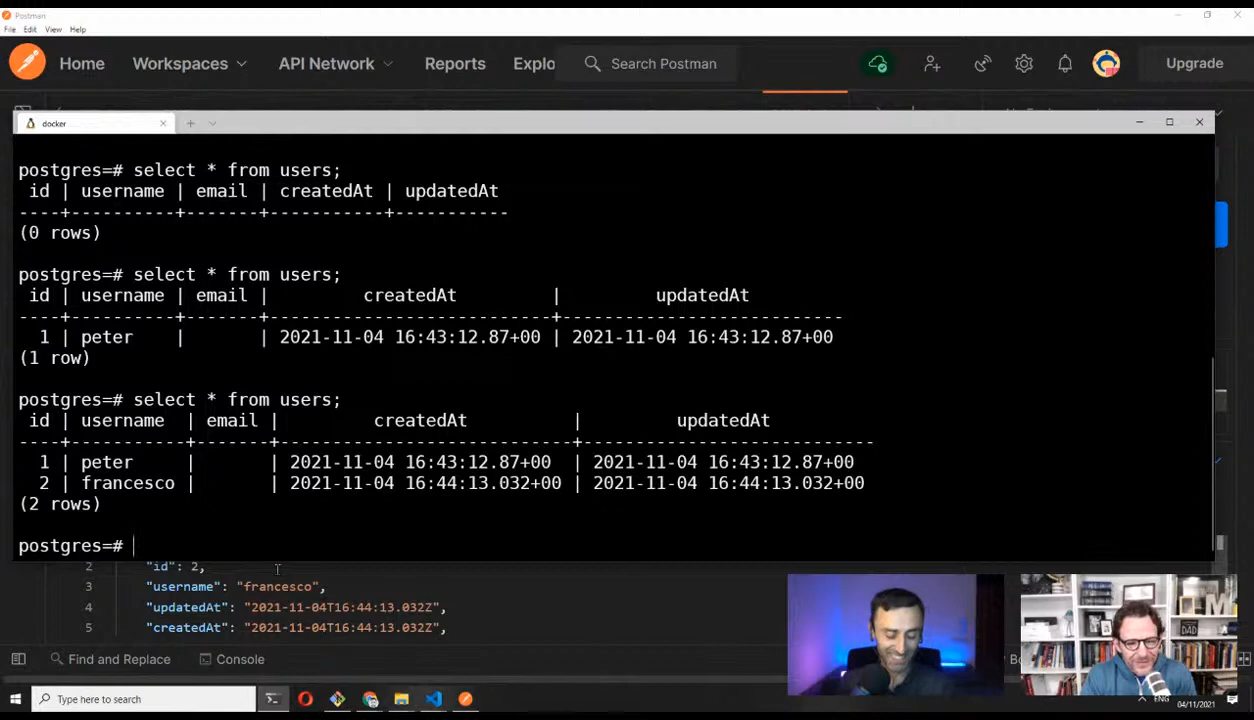 Postman
File Edit View Help
Home Workspaces API Network Reports Explo Search Postman Upgrade
docker
postgres=# select * from users;
 id | username | email | createdAt | updatedAt
----+----------+-------+-----------+-----------
(0 rows)
postgres=# select * from users;
 id | username | email |         createdAt          |         updatedAt
----+----------+-------+---------------------------+---------------------------
  1 | peter    |       | 2021-11-04 16:43:12.87+00 | 2021-11-04 16:43:12.87+00
(1 row)
postgres=# select * from users;
 id | username  | email |         createdAt          |         updatedAt
----+-----------+-------+----------------------------+----------------------------
  1 | peter     |       | 2021-11-04 16:43:12.87+00  | 2021-11-04 16:43:12.87+00
  2 | francesco |       | 2021-11-04 16:44:13.032+00 | 2021-11-04 16:44:13.032+00
(2 rows)
postgres=#
2 "id": 2,
3 "username": "francesco",
4 "updatedAt": "2021-11-04T16:44:13.032Z",
5 "createdAt": "2021-11-04T16:44:13.032Z",
DAD
Find and Replace Console
Type here to search
ENG
04/11/2021